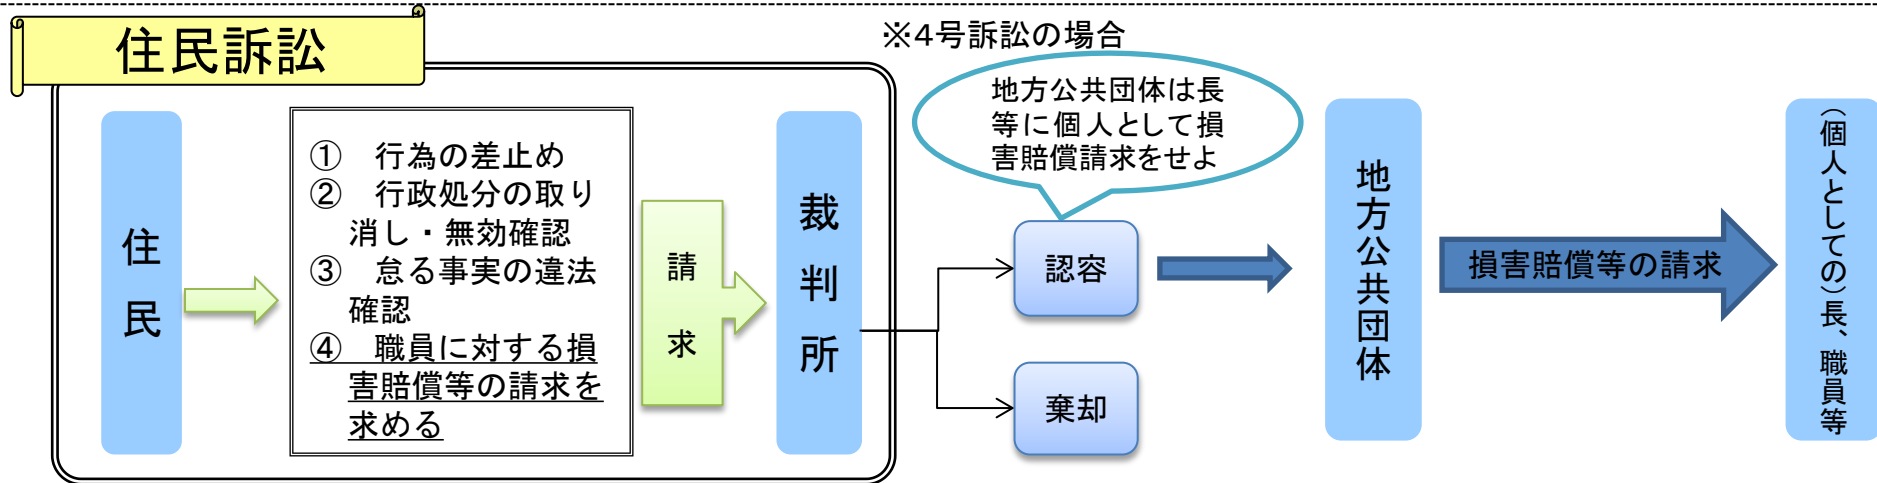 住民訴訟
※4号訴訟の場合
住民
① 行為の差止め
② 行政処分の取り
消し・無効確認
③ 怠る事実の違法
確認
④ 職員に対する損
害賠償等の請求を
求める
請求
裁判所
地方公共団体は長
等に個人として損
害賠償請求をせよ
認容
棄却
地方公共団体
損害賠償等の請求
(個人としての)長、職員等